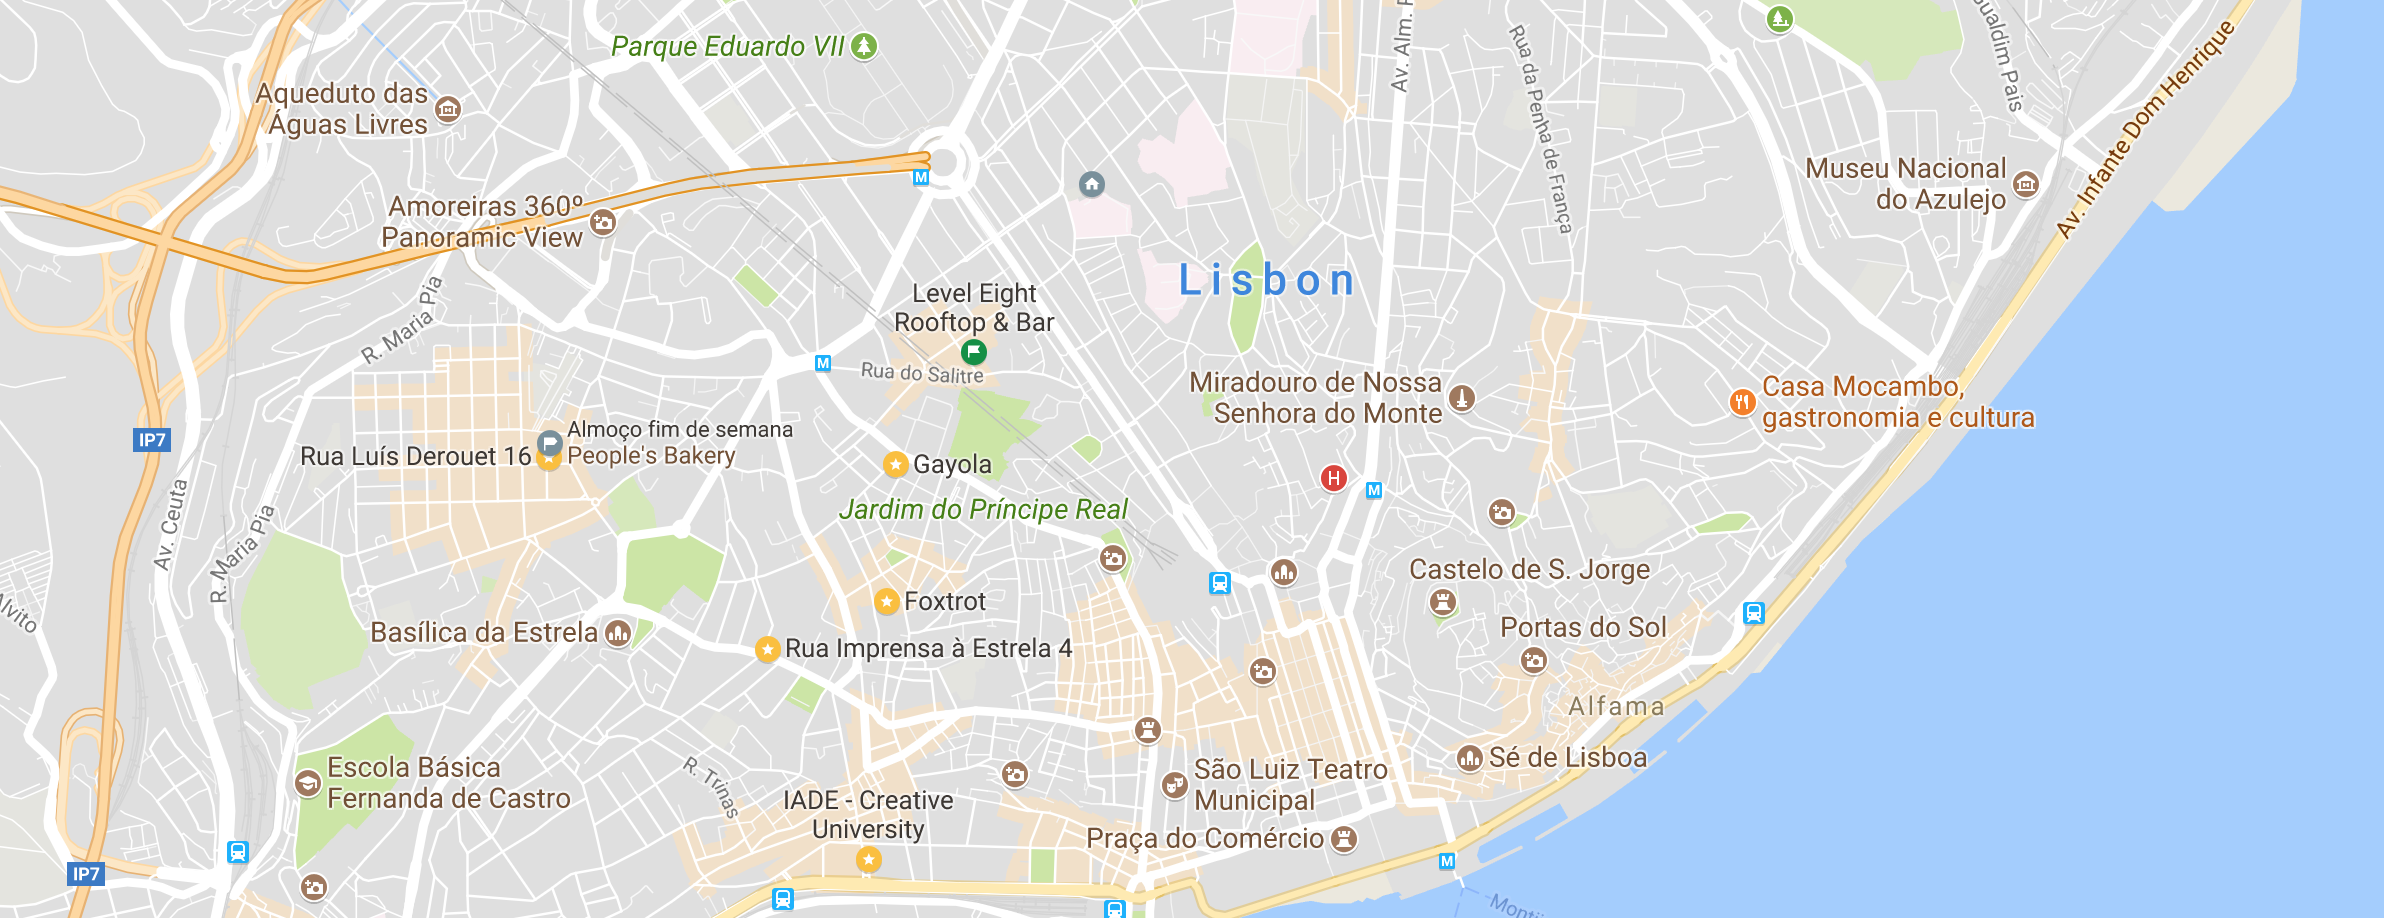 Parque Eduardo VII
Av. Alm. R
Rua da Penha de França
Gualdim Pais
Av. Infante Dom Henrique
Aqueduto das
Águas Livres
M
Museu Nacional
do Azulejo
Amoreiras 360º
Panoramic View
Lisbon
R. Maria Pia
Level Eight
Rooftop & Bar
M
Rua do Salitre
Miradouro de Nossa
Senhora do Monte
Casa Mocambo,
gastronomia e cultura
IP7
Almoço fim de semana
Rua Luís Derouet 16
People's Bakery
Gayola
H
M
Av. Ceuta
R. Maria Pia
Jardim do Príncipe Real
Castelo de S. Jorge
Alvito
Foxtrot
Portas do Sol
Basílica da Estrela
Rua Imprensa à Estrela 4
Alfama
Escola Básica
Fernanda de Castro
R. Trinas
São Luiz Teatro
Municipal
Sé de Lisboa
IADE - Creative
University
Praça do Comércio
M
IP7